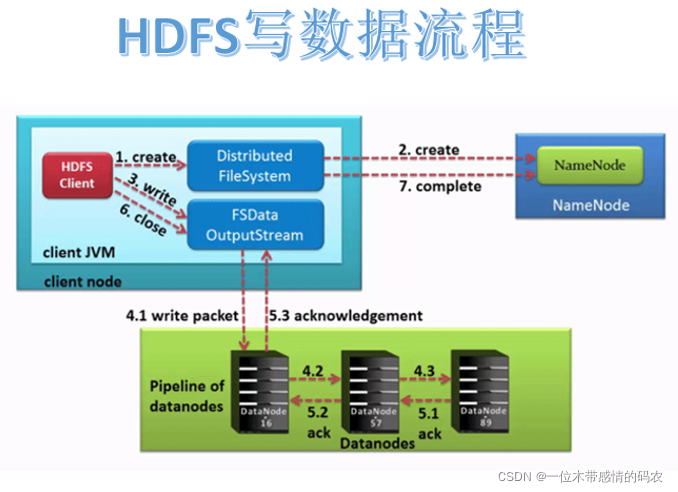 HDFS写数据流程
HDFS
Client
1. create
3. write
6. close
Distributed
FileSystem
FSData
OutputStream
client JVM
client node
2. create
7. complete
NameNode
NameNode
4.1 write packet
5.3 acknowledgement
Pipeline of
datanodes
DataNode
16
4.2
5.2
ack
DataNode
57
4.3
5.1
ack
DataNode
89
Datanodes
CSDN @一位木带感情的码农